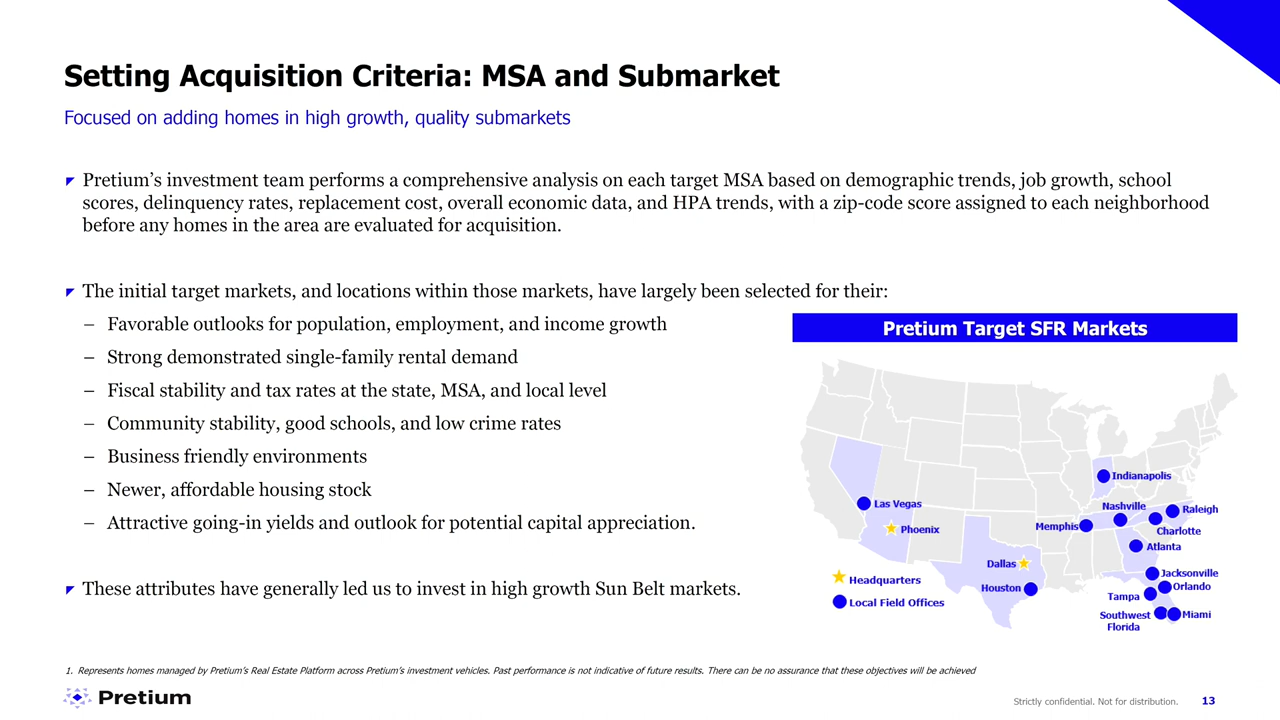 Setting Acquisition Criteria: MSA and Submarket
Focused on adding homes in high growth, quality submarkets
Pretium’s investment team performs a comprehensive analysis on each target MSA based on demographic trends, job growth, school
scores, delinquency rates, replacement cost, overall economic data, and HPA trends, with a zip-code score assigned to each neighborhood
before any homes in the area are evaluated for acquisition.
The initial target markets, and locations within those markets, have largely been selected for their:
– Favorable outlooks for population, employment, and income growth
– Strong demonstrated single-family rental demand
– Fiscal stability and tax rates at the state, MSA, and local level
– Community stability, good schools, and low crime rates
– Business friendly environments
– Newer, affordable housing stock
– Attractive going-in yields and outlook for potential capital appreciation.
These attributes have generally led us to invest in high growth Sun Belt markets.
Pretium Target SFR Markets
Indianapolis
Las Vegas
Nashville
Raleigh
Phoenix
Memphis
Charlotte
Atlanta
Dallas
Jacksonville
Headquarters
Houston
Orlando
Tampa
Local Field Offices
Southwest
Florida
Miami
1. Represents homes managed by Pretium’s Real Estate Platform across Pretium’s investment vehicles. Past performance is not indicative of future results. There can be no assurance that these objectives will be achieved
Pretium
Strictly confidential. Not for distribution.
13